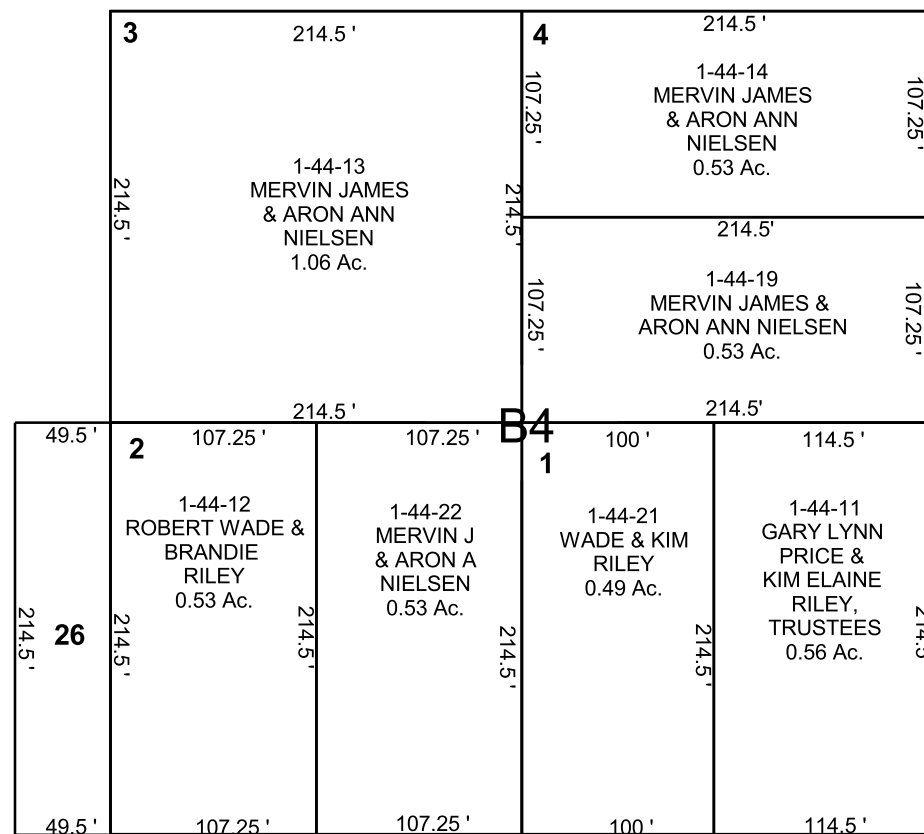 3
214.5 '
4
214.5 '
107.25 '
107.25 '
1-44-14
MERVIN JAMES
& ARON ANN
NIELSEN
0.53 Ac.
1-44-13
MERVIN JAMES
& ARON ANN
NIELSEN
1.06 Ac.
214.5 '
214.5 '
214.5'
107.25 '
107.25 '
1-44-19
MERVIN JAMES &
ARON ANN NIELSEN
0.53 Ac.
214.5 '
214.5'
B4
49.5 '
2
107.25 '
107.25 '
1
100 '
114.5 '
1-44-12
ROBERT WADE &
BRANDIE
RILEY
0.53 Ac.
1-44-22
MERVIN J
& ARON A
NIELSEN
0.53 Ac.
1-44-21
WADE & KIM
RILEY
0.49 Ac.
1-44-11
GARY LYNN
PRICE &
KIM ELAINE
RILEY,
TRUSTEES
0.56 Ac.
214.5 '
26
214.5 '
214.5 '
214.5 '
214.5 '
214.5
49.5 '
107.25 '
107.25 '
100 '
114.5 '